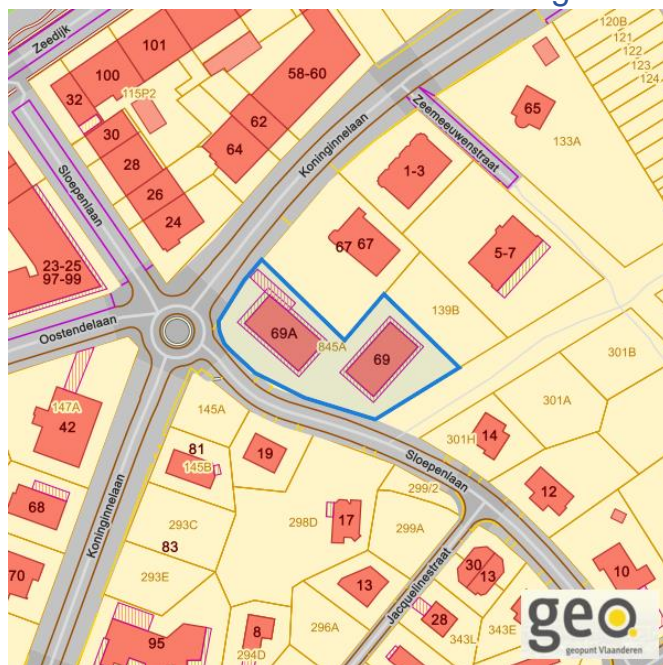 Zeedijk
101
100
32
115P2
58-60
62
64
30
28
26
24
Sloepenlaan
Koninginnelaan
Zeemeeuwenstraat
120B
121
122
123
124
65
133A
1-3
5-7
67 67
139B
23-25
97-99
Oostendelaan
69A
845A
69
301B
301A
301H
14
12
10
147A
42
145A
81
145B
19
Sloepenlaan
299/2
299A
68
Koninginnelaan
293C
83
293E
298D
17
70
13
296A
Jacquelinestraat
30
13
28
343L
343E
95
8
294D
geo
geopunt Vlaanderen